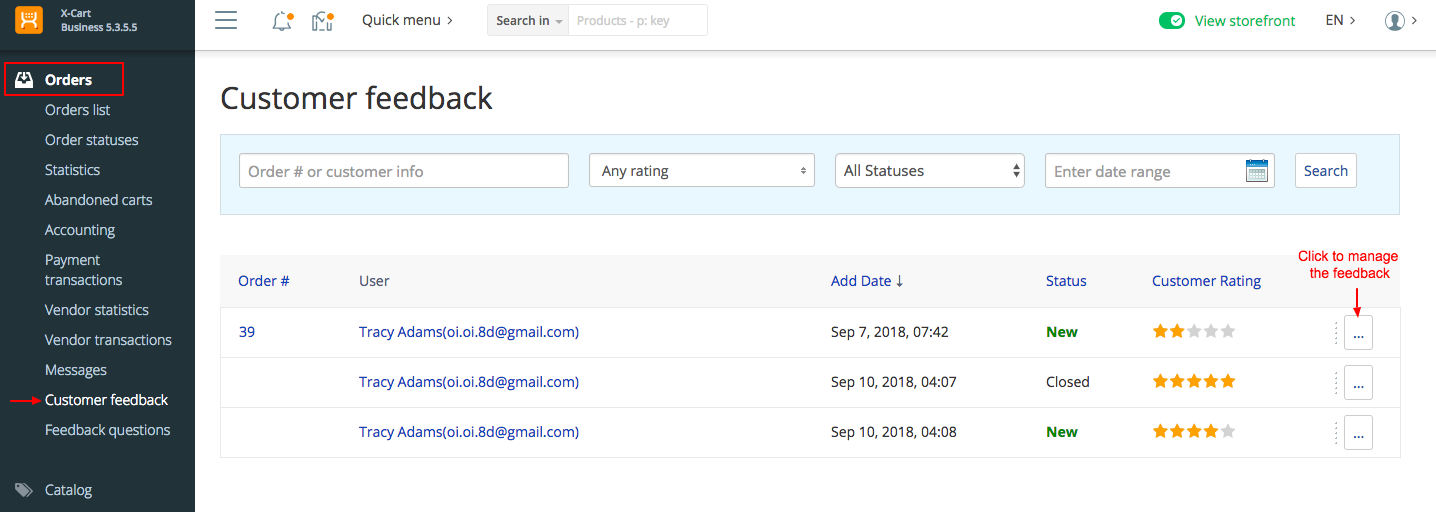 X-Cart
Business 5.3.5.5
Quick menu
Search in
Products - p: key
View storefront
EN
Orders
Orders list
Order statuses
Statistics
Abandoned carts
Accounting
Payment
transactions
Vendor statistics
Vendor transactions
Messages
Customer feedback
Feedback questions
Catalog
Customer feedback
Order # or customer info
Any rating
All Statuses
Enter date range
Search
Click to manage
the feedback
Order # User Add Date ↓ Status Customer Rating
39 Tracy Adams(oi.oi.8d@gmail.com) Sep 7, 2018, 07:42 New ...
Tracy Adams(oi.oi.8d@gmail.com) Sep 10, 2018, 04:07 Closed ...
Tracy Adams(oi.oi.8d@gmail.com) Sep 10, 2018, 04:08 New ...